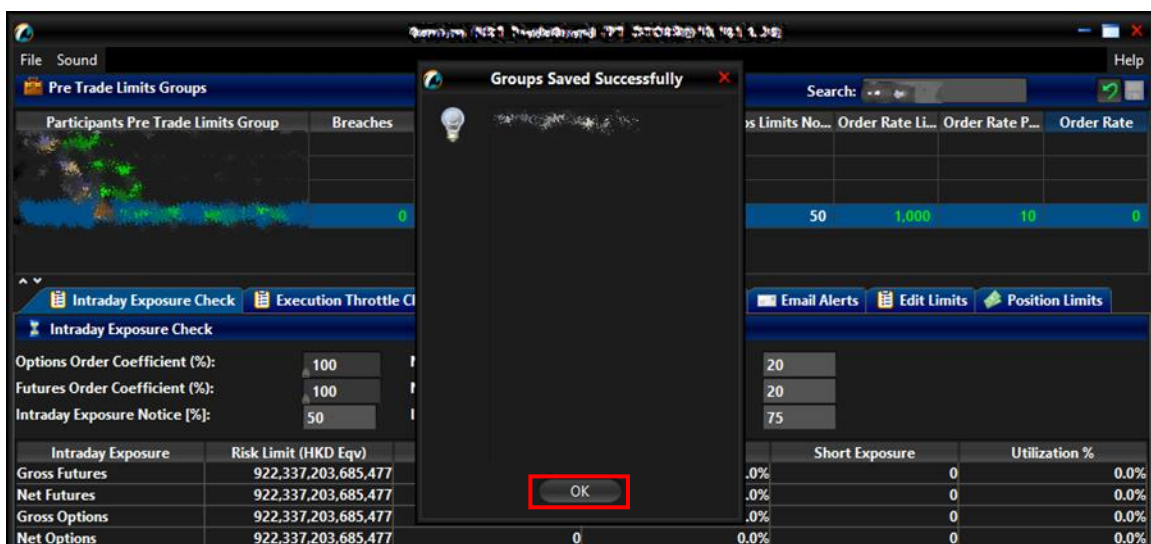 File Sound Help
Groups Saved Successfully
Pre Trade Limits Groups Search:
Participants Pre Trade Limits Group Breaches Limits No... Order Rate Li... Order Rate P... Order Rate
0 50 1,000 10 0
Intraday Exposure Check Execution Throttle Email Alerts Edit Limits Position Limits
Intraday Exposure Check
Options Order Coefficient (%): 100 20
Futures Order Coefficient (%): 100 20
Intraday Exposure Notice [%]: 50 75
Intraday Exposure Risk Limit (HKD Eqv) Short Exposure Utilization %
Gross Futures 922,337,203,685,477 .0% 0 0.0%
OK
Net Futures 922,337,203,685,477 .0% 0 0.0%
Gross Options 922,337,203,685,477 .0% 0 0.0%
Net Options 922,337,203,685,477 0 0.0% 0 0.0%